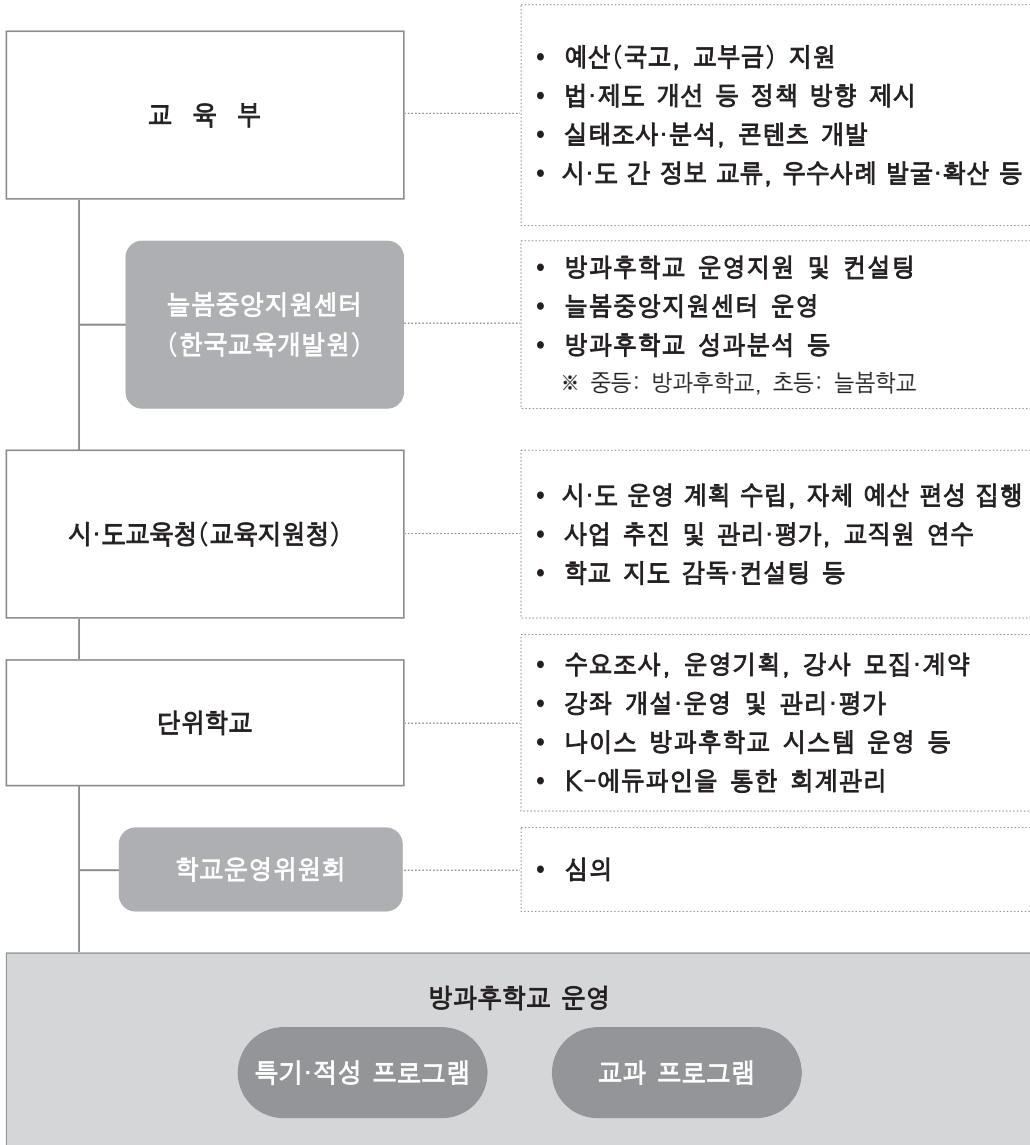 교 육 부
• 예산(국고, 교부금) 지원
• 법·제도 개선 등 정책 방향 제시
• 실태조사·분석, 콘텐츠 개발
• 시·도 간 정보 교류, 우수사례 발굴·확산 등
늘봄중앙지원센터
(한국교육개발원)
• 방과후학교 운영지원 및 컨설팅
• 늘봄중앙지원센터 운영
• 방과후학교 성과분석 등
※ 중등: 방과후학교, 초등: 늘봄학교
시·도교육청(교육지원청)
• 시·도 운영 계획 수립, 자체 예산 편성 집행
• 사업 추진 및 관리·평가, 교직원 연수
• 학교 지도 감독·컨설팅 등
단위학교
• 수요조사, 운영기획, 강사 모집·계약
• 강좌 개설·운영 및 관리·평가
• 나이스 방과후학교 시스템 운영 등
• K-에듀파인을 통한 회계관리
학교운영위원회
• 심의
방과후학교 운영
특기·적성 프로그램
교과 프로그램